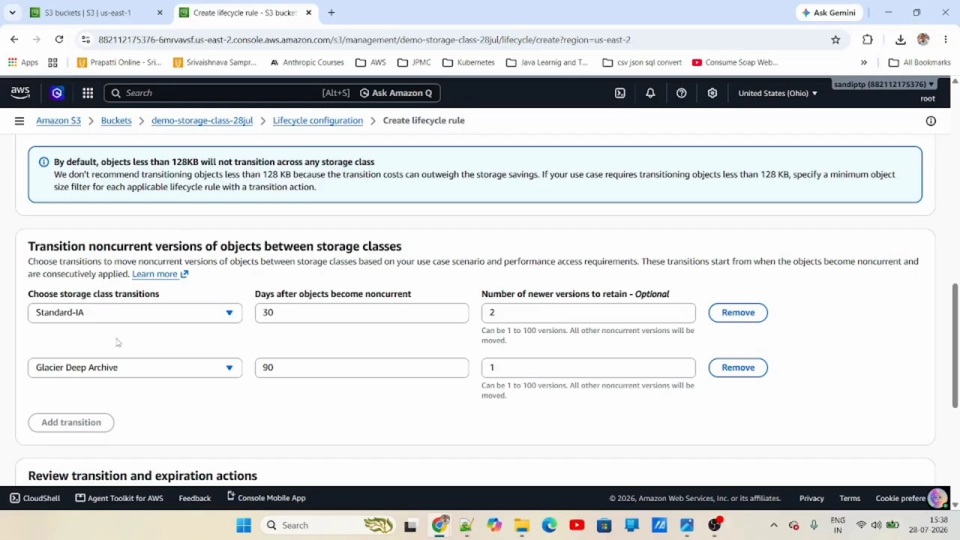 S3 buckets | S3 | us-east-1
Create lifecycle rule - S3 bucke
Ask Gemini
882112175376-6mrvavsf.us-east-2.console.aws.amazon.com/s3/management/demo-storage-class-28jul/lifecycle/create?region=us-east-2
Apps
Prapatti Online - Sri...
Srivaishnava Sampr...
Anthropic Courses
AWS
JPMC
Kubernetes
Java Learnig and T...
csv json sql convert
Consume Soap Web...
All Bookmarks
aws
Search
[Alt+S]
Ask Amazon Q
United States (Ohio)
sandiptp (882112175376)
root
Amazon S3
Buckets
demo-storage-class-28jul
Lifecycle configuration
Create lifecycle rule
By default, objects less than 128KB will not transition across any storage class
We don't recommend transitioning objects less than 128 KB because the transition costs can outweigh the storage savings. If your use case requires transitioning objects less than 128 KB, specify a minimum object
size filter for each applicable lifecycle rule with a transition action.
Transition noncurrent versions of objects between storage classes
Choose transitions to move noncurrent versions of objects between storage classes based on your use case scenario and performance access requirements. These transitions start from when the objects become noncurrent and
are consecutively applied. Learn more
Choose storage class transitions
Days after objects become noncurrent
Number of newer versions to retain - Optional
Standard-IA
30
2
Remove
Can be 1 to 100 versions. All other noncurrent versions will be
moved.
Glacier Deep Archive
90
1
Remove
Can be 1 to 100 versions. All other noncurrent versions will be
moved.
Add transition
Review transition and expiration actions
CloudShell
Agent Toolkit for AWS
Feedback
Console Mobile App
© 2026, Amazon Web Services, Inc. or its affiliates.
Privacy
Terms
Cookie prefere
Search
ENG
IN
15:38
28-07-2026